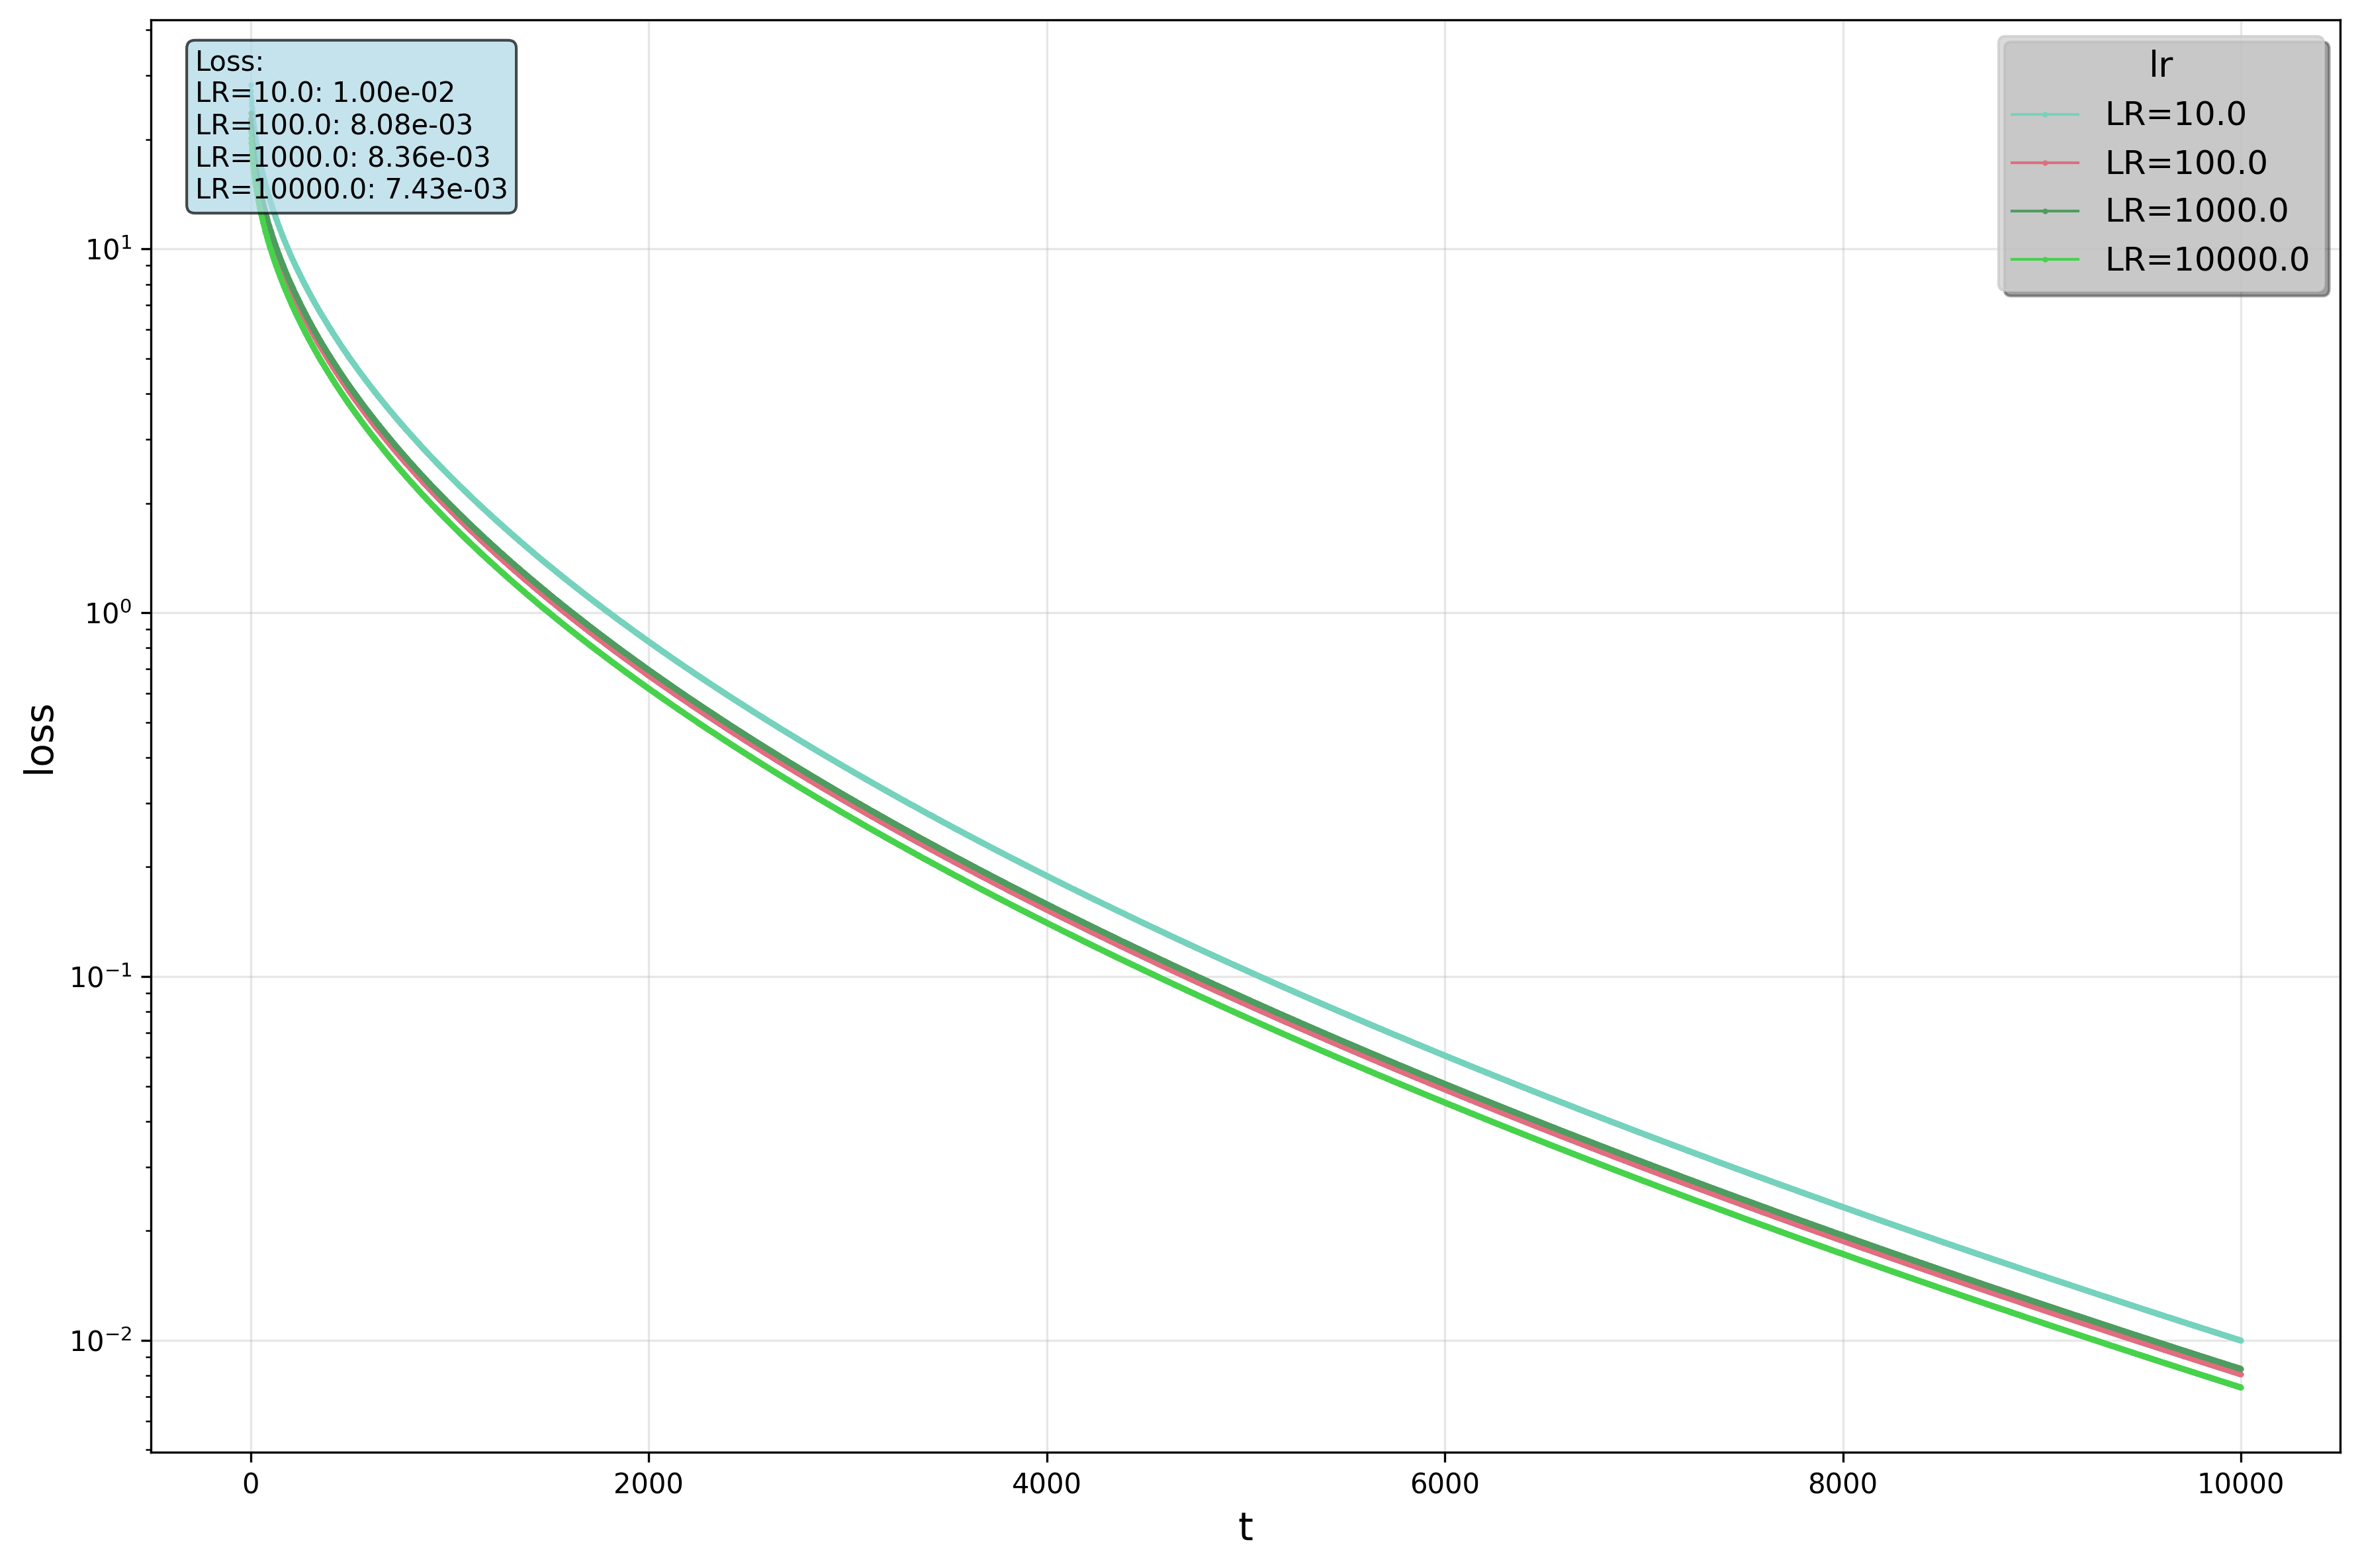 Loss:
LR=10.0: 1.00e-02
LR=100.0: 8.08e-03
LR=1000.0: 8.36e-03
LR=10000.0: 7.43e-03
lr
LR=10.0
LR=100.0
LR=1000.0
LR=10000.0
10¹
10⁰
10⁻¹
10⁻²
loss
0 2000 4000 6000 8000 10000
t